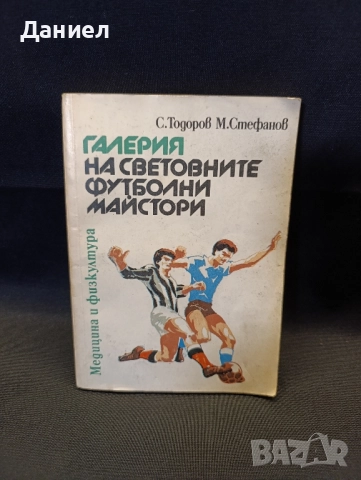 Даниел
С.Тодоров М.Стефанов
ГАЛЕРИЯ
НА СВЕТОВНИТЕ
ФУТБОЛНИ
МАЙСТОРИ
Медицина и физкултура
BAZAR